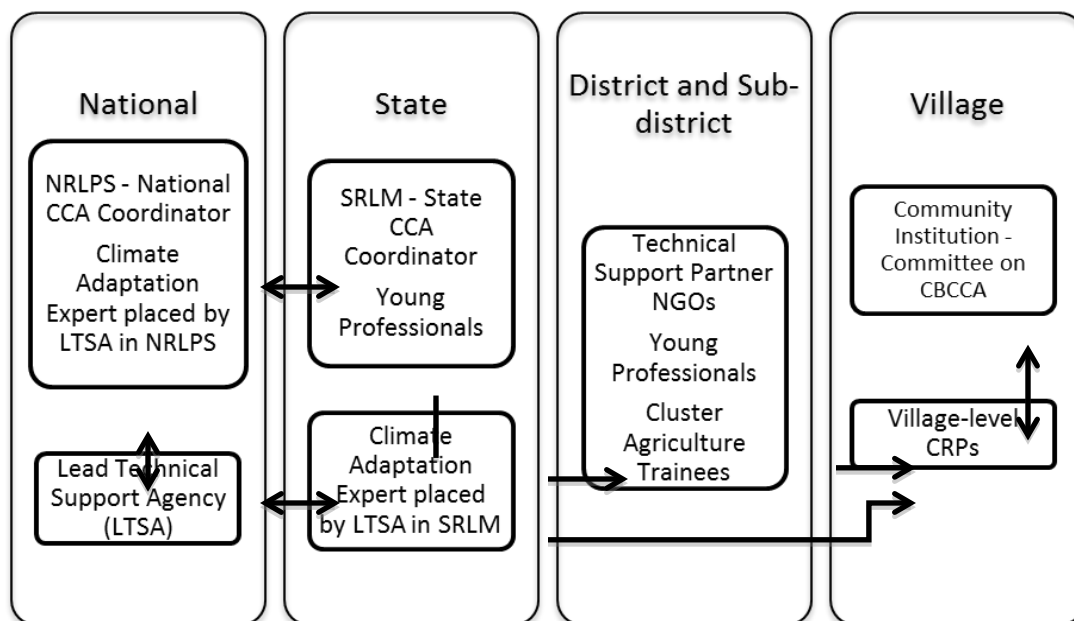 National
NRLPS - National
CCA Coordinator
Climate
Adaptation
Expert placed by
LTSA in NRLPS
Lead Technical
Support Agency
(LTSA)
State
SRLM - State
CCA
Coordinator
Young
Professionals
Climate
Adaptation
Expert placed
by LTSA in SRLM
District and Sub-
district
Technical
Support Partner
NGOs
Young
Professionals
Cluster
Agriculture
Trainees
Village
Community
Institution -
Committee on
CBCCA
Village-level
CRPs